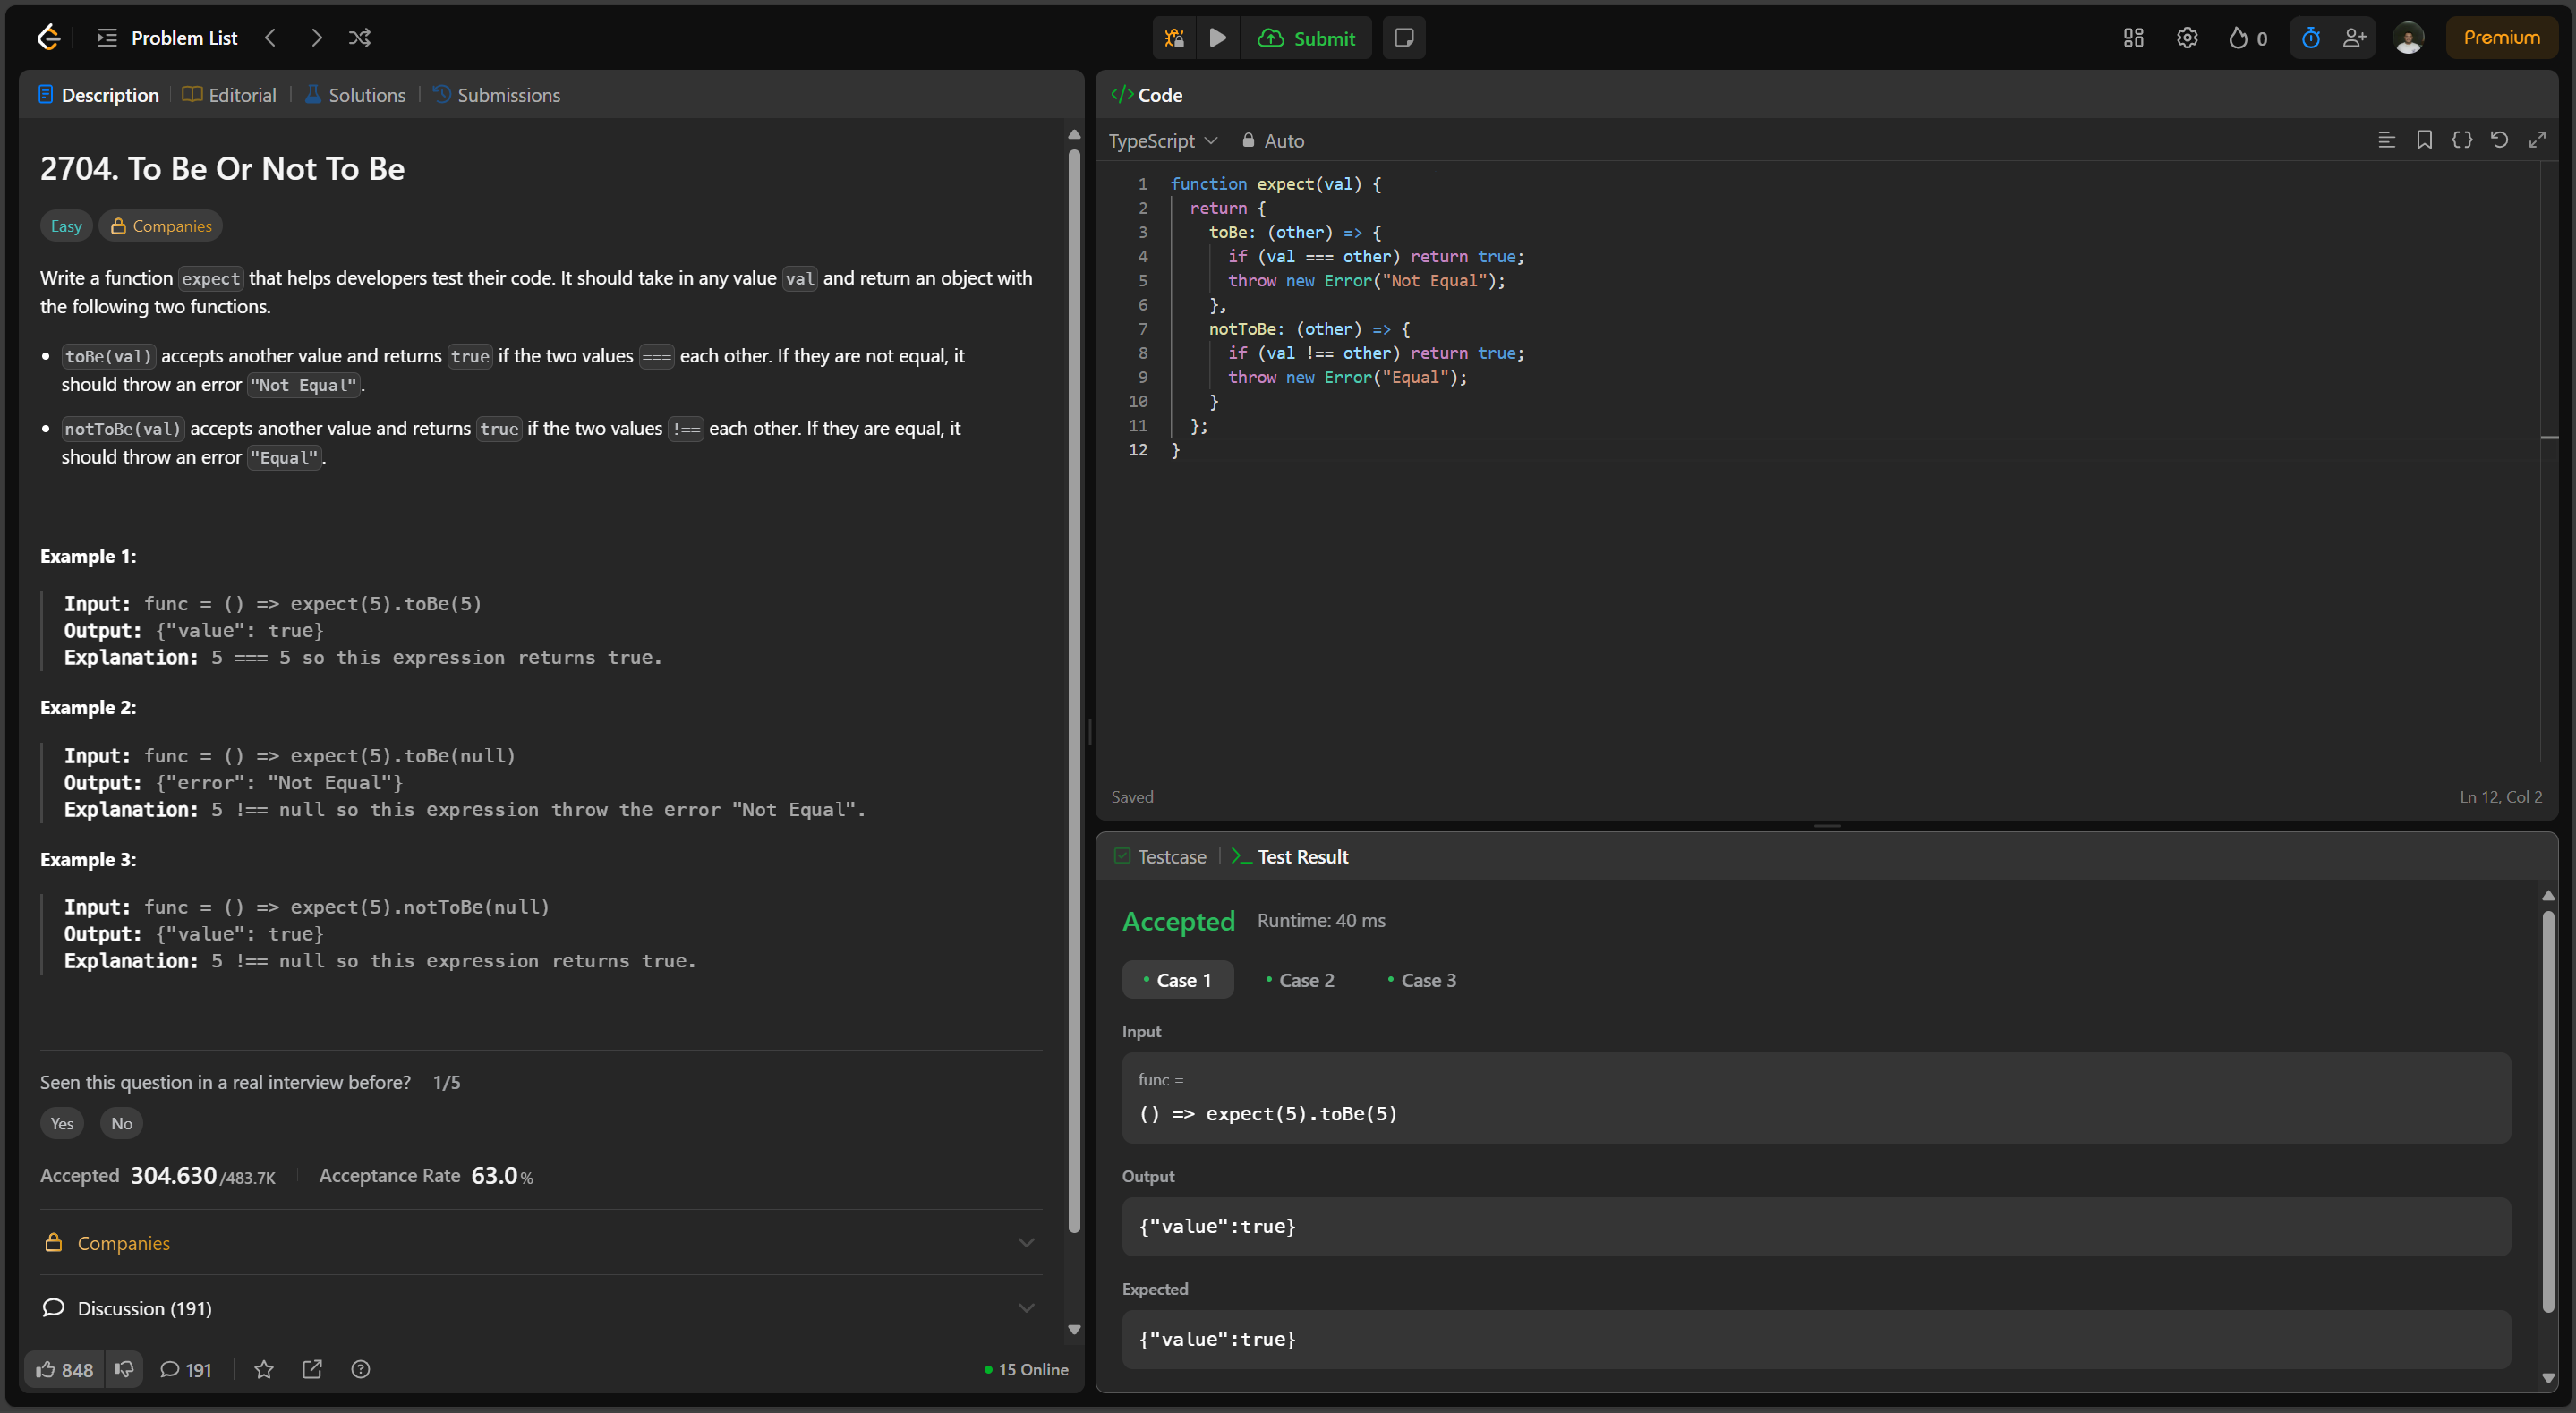 Problem List
Submit
0
Premium
Description
Editorial
Solutions
Submissions
2704. To Be Or Not To Be
Easy
Companies
Write a function expect that helps developers test their code. It should take in any value val and return an object with
the following two functions.
toBe(val) accepts another value and returns true if the two values === each other. If they are not equal, it
should throw an error "Not Equal".
notToBe(val) accepts another value and returns true if the two values !== each other. If they are equal, it
should throw an error "Equal".
Example 1:
Input: func = () => expect(5).toBe(5)
Output: {"value": true}
Explanation: 5 === 5 so this expression returns true.
Example 2:
Input: func = () => expect(5).toBe(null)
Output: {"error": "Not Equal"}
Explanation: 5 !== null so this expression throw the error "Not Equal".
Example 3:
Input: func = () => expect(5).notToBe(null)
Output: {"value": true}
Explanation: 5 !== null so this expression returns true.
Seen this question in a real interview before? 1/5
Yes
No
Accepted 304.630/483.7K
Acceptance Rate 63.0%
Companies
Discussion (191)
848
191
15 Online
</> Code
TypeScript
Auto
1 function expect(val) {
2 return {
3 toBe: (other) => {
4 if (val === other) return true;
5 throw new Error("Not Equal");
6 },
7 notToBe: (other) => {
8 if (val !== other) return true;
9 throw new Error("Equal");
10 }
11 };
12 }
Saved
Ln 12, Col 2
Testcase
Test Result
Accepted
Runtime: 40 ms
Case 1
Case 2
Case 3
Input
func =
() => expect(5).toBe(5)
Output
{"value":true}
Expected
{"value":true}